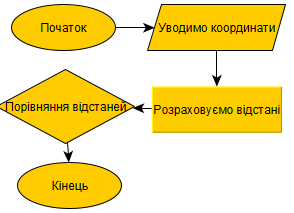 Початок
Уводимо координати
Розраховуємо відстані
Порівняння відстаней
Кінець